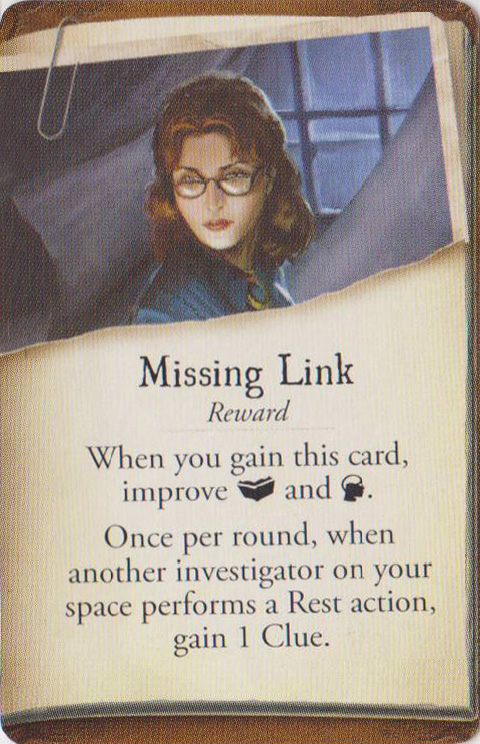 Missing Link
Reward
When you gain this card,
improve and .
Once per round, when
another investigator on your
space performs a Rest action,
gain 1 Clue.